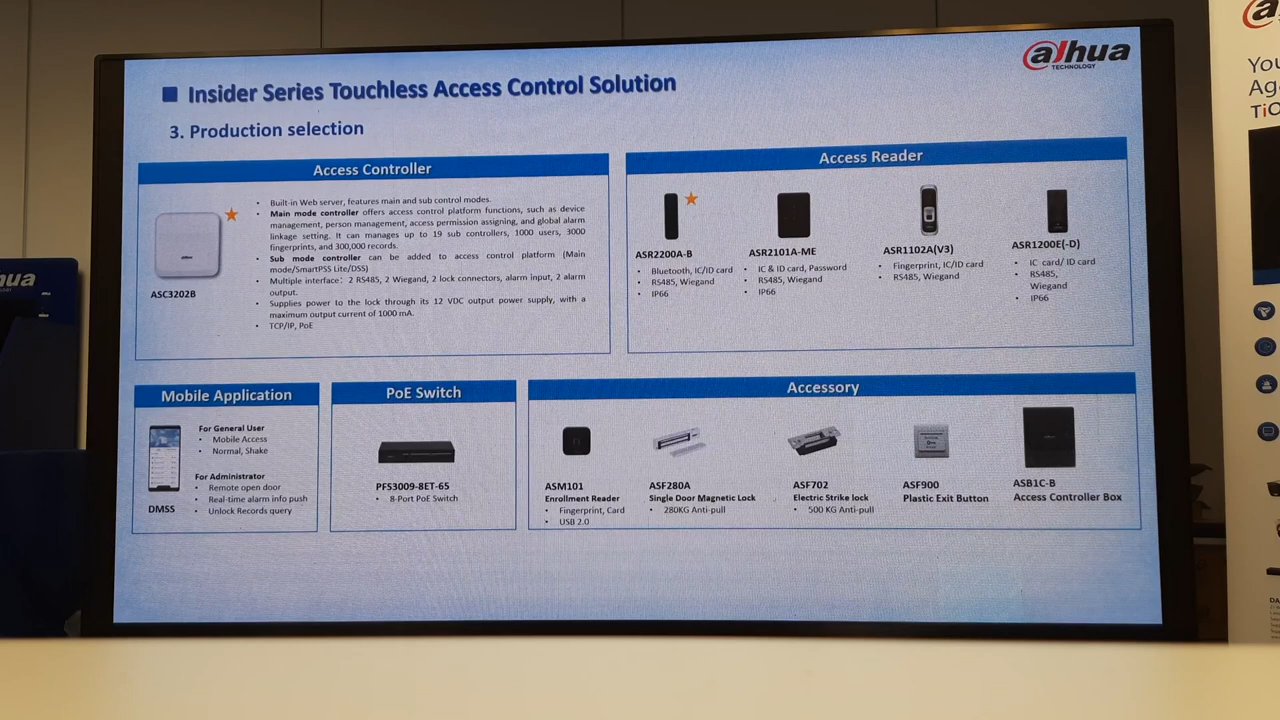 alhua
TECHNOLOGY
Insider Series Touchless Access Control Solution
3. Production selection
Access Controller
ASC3202B
• Built-in Web server, features main and sub control modes.
• Main mode controller offers access control platform functions, such as device
management, person management, access permission assigning, and global alarm
linkage setting. It can manages up to 19 sub controllers, 1000 users, 3000
fingerprints, and 300,000 records.
• Sub mode controller can be added to access control platform (Main
mode/SmartPSS Lite/DSS)
• Multiple interface: 2 RS485, 2 Wiegand, 2 lock connectors, alarm input, 2 alarm
output.
• Supplies power to the lock through its 12 VDC output power supply, with a
maximum output current of 1000 mA.
• TCP/IP, PoE
Access Reader
ASR2200A-B
• Bluetooth, IC/ID card
• RS485, Wiegand
• IP66
ASR2101A-ME
• IC & ID card, Password
• RS485, Wiegand
• IP66
ASR1102A(V3)
• Fingerprint, IC/ID card
• RS485, Wiegand
ASR1200E(-D)
• IC card/ ID card
• RS485,
Wiegand
• IP66
Mobile Application
DMSS
For General User
• Mobile Access
• Normal, Shake
For Administrator
• Remote open door
• Real-time alarm info push
• Unlock Records query
PoE Switch
PFS3009-8ET-65
• 8-Port PoE Switch
Accessory
ASM101
Enrollment Reader
• Fingerprint, Card
• USB 2.0
ASF280A
Single Door Magnetic Lock
• 280KG Anti-pull
ASF702
Electric Strike lock
• 500 KG Anti-pull
ASF900
Plastic Exit Button
ASB1C-B
Access Controller Box
hua
You
Ag
TiO
DA